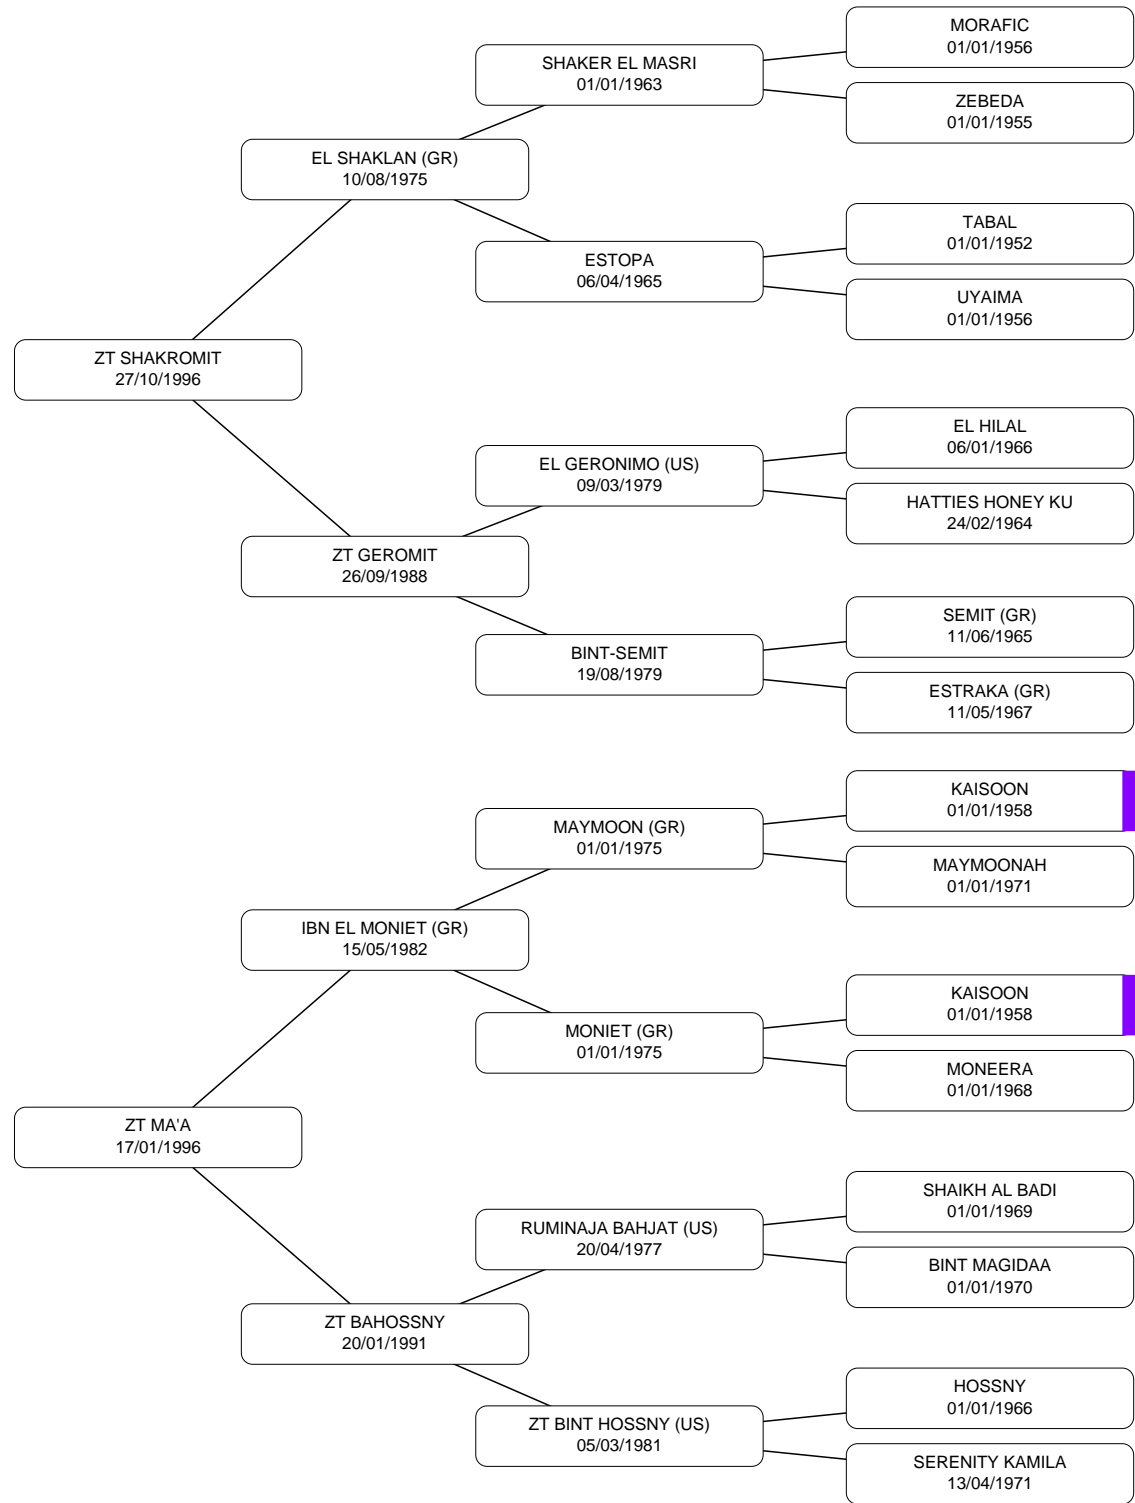 MORAFIC
01/01/1956
SHAKER EL MASRI
01/01/1963
ZEBEDA
01/01/1955
EL SHAKLAN (GR)
10/08/1975
TABAL
01/01/1952
ESTOPA
06/04/1965
UYAIMA
01/01/1956
ZT SHAKROMIT
27/10/1996
EL HILAL
06/01/1966
EL GERONIMO (US)
09/03/1979
HATTIES HONEY KU
24/02/1964
ZT GEROMIT
26/09/1988
SEMIT (GR)
11/06/1965
BINT-SEMIT
19/08/1979
ESTRAKA (GR)
11/05/1967
KAISOON
01/01/1958
MAYMOON (GR)
01/01/1975
MAYMOONAH
01/01/1971
IBN EL MONIET (GR)
15/05/1982
KAISOON
01/01/1958
MONIET (GR)
01/01/1975
MONEERA
01/01/1968
ZT MA'A
17/01/1996
SHAIKH AL BADI
01/01/1969
RUMINAJA BAHJAT (US)
20/04/1977
BINT MAGIDAA
01/01/1970
ZT BAHOSSNY
20/01/1991
HOSSNY
01/01/1966
ZT BINT HOSSNY (US)
05/03/1981
SERENITY KAMILA
13/04/1971